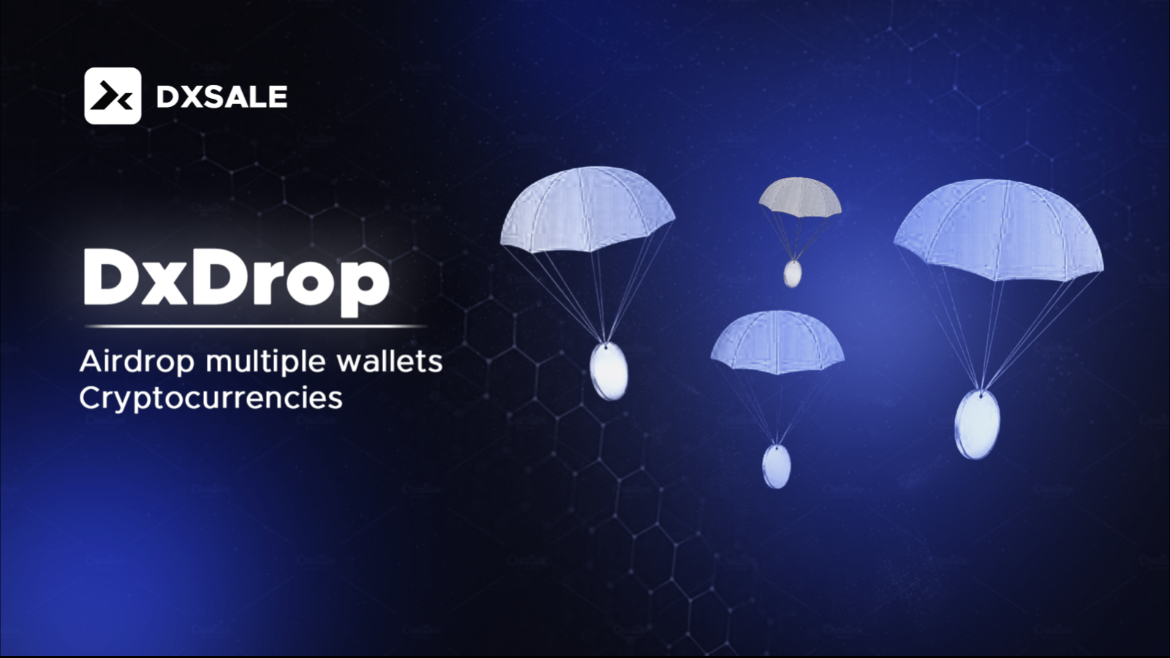 DXSALE
DxDrop
Airdrop multiple wallets
Cryptocurrencies